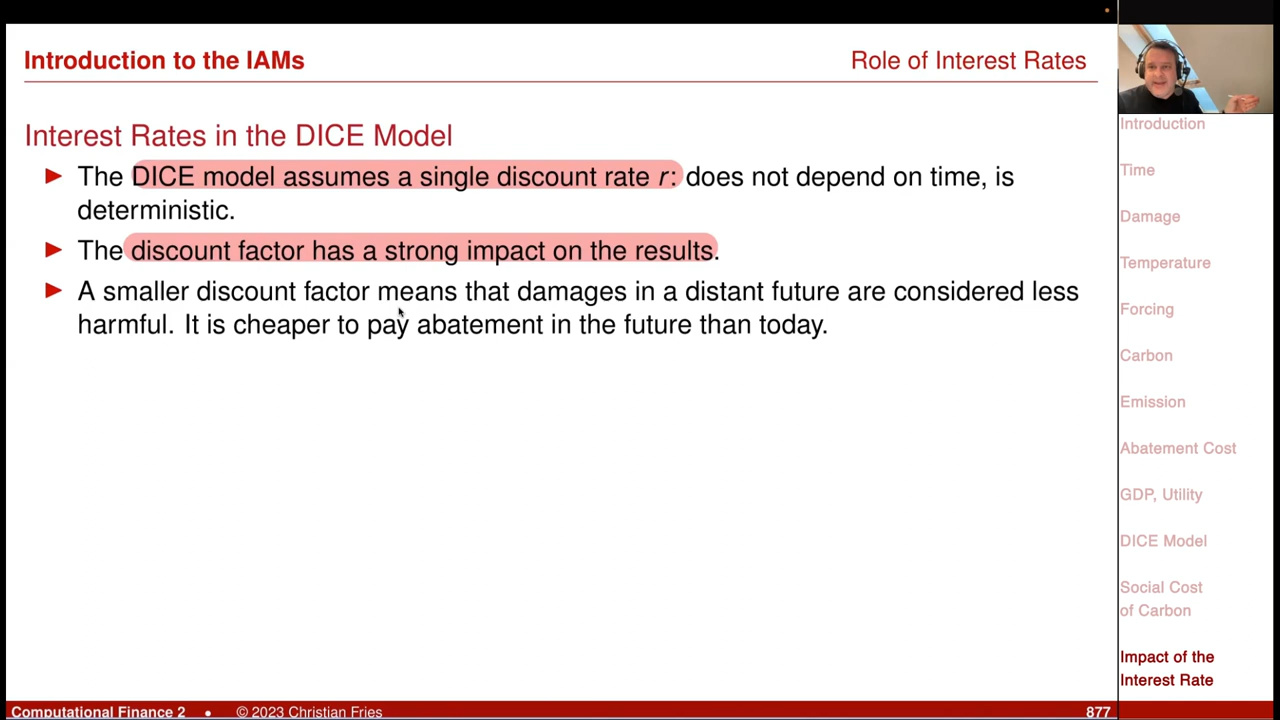 Introduction to the IAMs
Role of Interest Rates
Interest Rates in the DICE Model
The DICE model assumes a single discount rate r: does not depend on time, is
deterministic.
The discount factor has a strong impact on the results.
A smaller discount factor means that damages in a distant future are considered less
harmful. It is cheaper to pay abatement in the future than today.
Introduction
Time
Damage
Temperature
Forcing
Carbon
Emission
Abatement Cost
GDP, Utility
DICE Model
Social Cost
of Carbon
Impact of the
Interest Rate
Computational Finance 2 • © 2023 Christian Fries
877